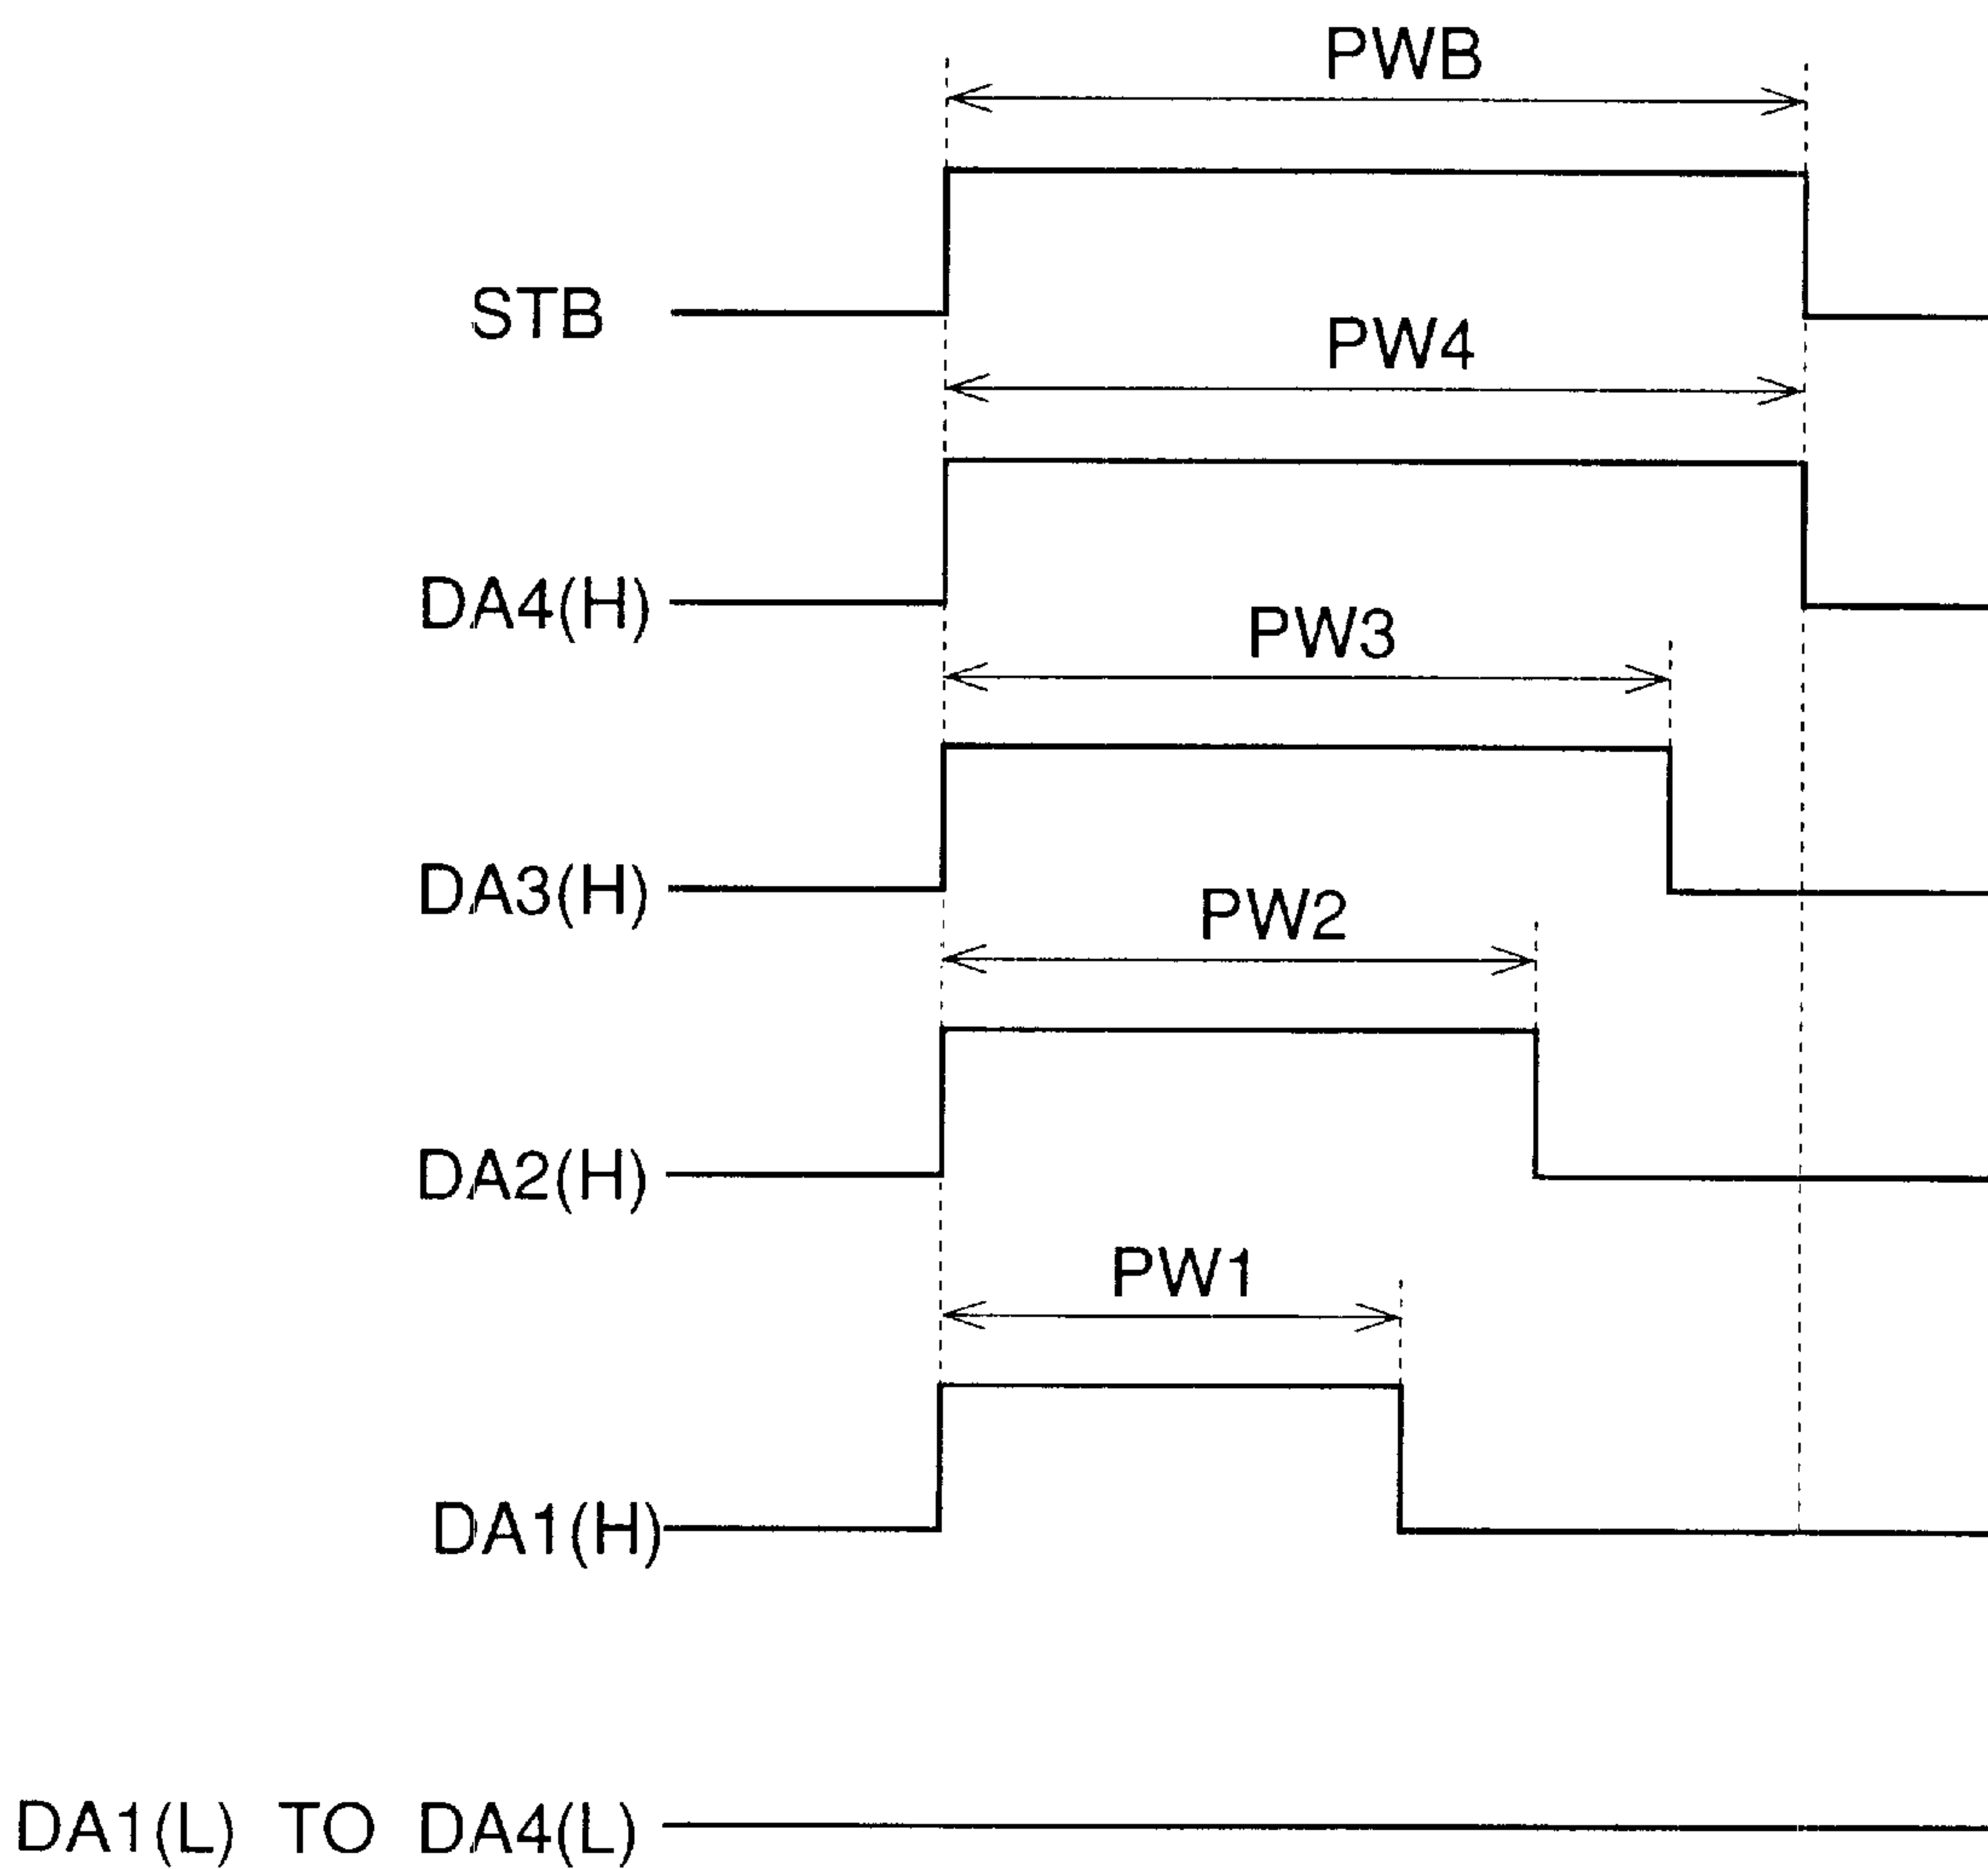 PWB
STB
PW4
DA4(H)
PW3
DA3(H)
PW2
DA2(H)
PW1
DA1(H)
DA1(L) TO DA4(L)